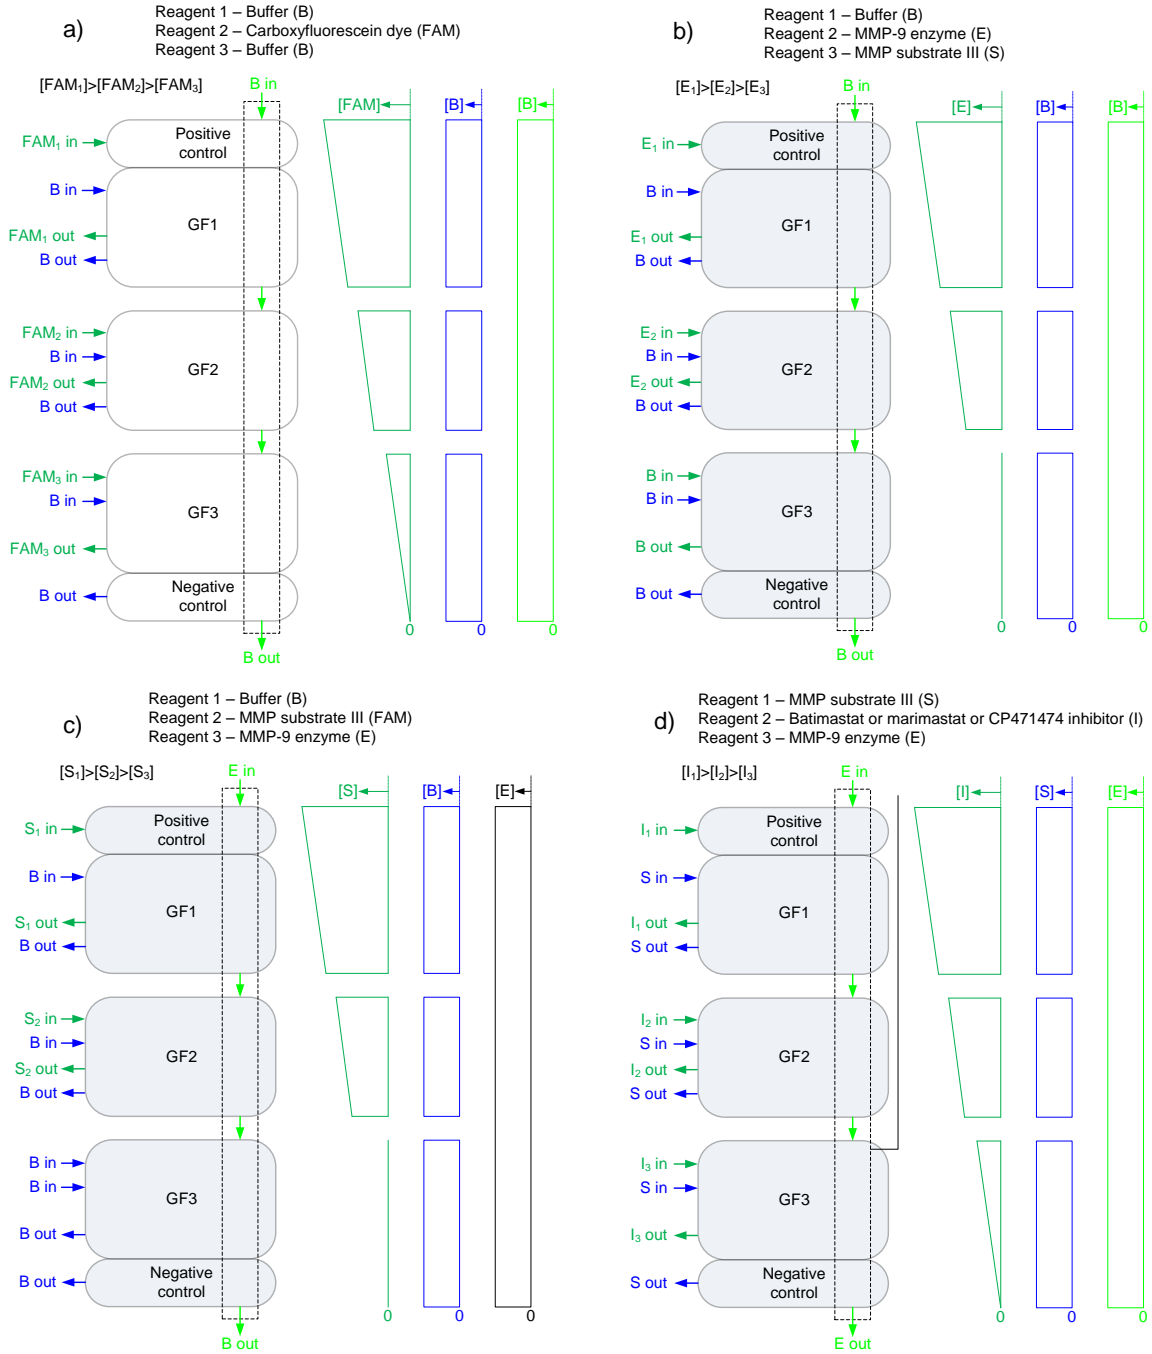 a)
Reagent 1 – Buffer (B)
Reagent 2 – Carboxyfluorescein dye (FAM)
Reagent 3 – Buffer (B)
[FAM₁]>[FAM₂]>[FAM₃]
B in
[FAM]
[B]
[B]
FAM₁ in
Positive
control
B in
GF1
FAM₁ out
B out
FAM₂ in
B in
GF2
FAM₂ out
B out
FAM₃ in
B in
GF3
FAM₃ out
B out
Negative
control
0
0
0
B out
b)
Reagent 1 – Buffer (B)
Reagent 2 – MMP-9 enzyme (E)
Reagent 3 – MMP substrate III (S)
[E₁]>[E₂]>[E₃]
B in
[E]
[B]
[B]
E₁ in
Positive
control
B in
GF1
E₁ out
B out
E₂ in
B in
GF2
E₂ out
B out
B in
B in
GF3
B out
B out
Negative
control
0
0
0
B out
c)
Reagent 1 – Buffer (B)
Reagent 2 – MMP substrate III (FAM)
Reagent 3 – MMP-9 enzyme (E)
[S₁]>[S₂]>[S₃]
E in
[S]
[B]
[E]
S₁ in
Positive
control
B in
GF1
S₁ out
B out
S₂ in
B in
GF2
S₂ out
B out
B in
B in
GF3
B out
B out
Negative
control
0
0
0
B out
d)
Reagent 1 – MMP substrate III (S)
Reagent 2 – Batimastat or marimastat or CP471474 inhibitor (I)
Reagent 3 – MMP-9 enzyme (E)
[I₁]>[I₂]>[I₃]
E in
[I]
[S]
[E]
I₁ in
Positive
control
S in
GF1
I₁ out
S out
I₂ in
S in
GF2
I₂ out
S out
I₃ in
S in
GF3
I₃ out
S out
Negative
control
0
0
0
E out